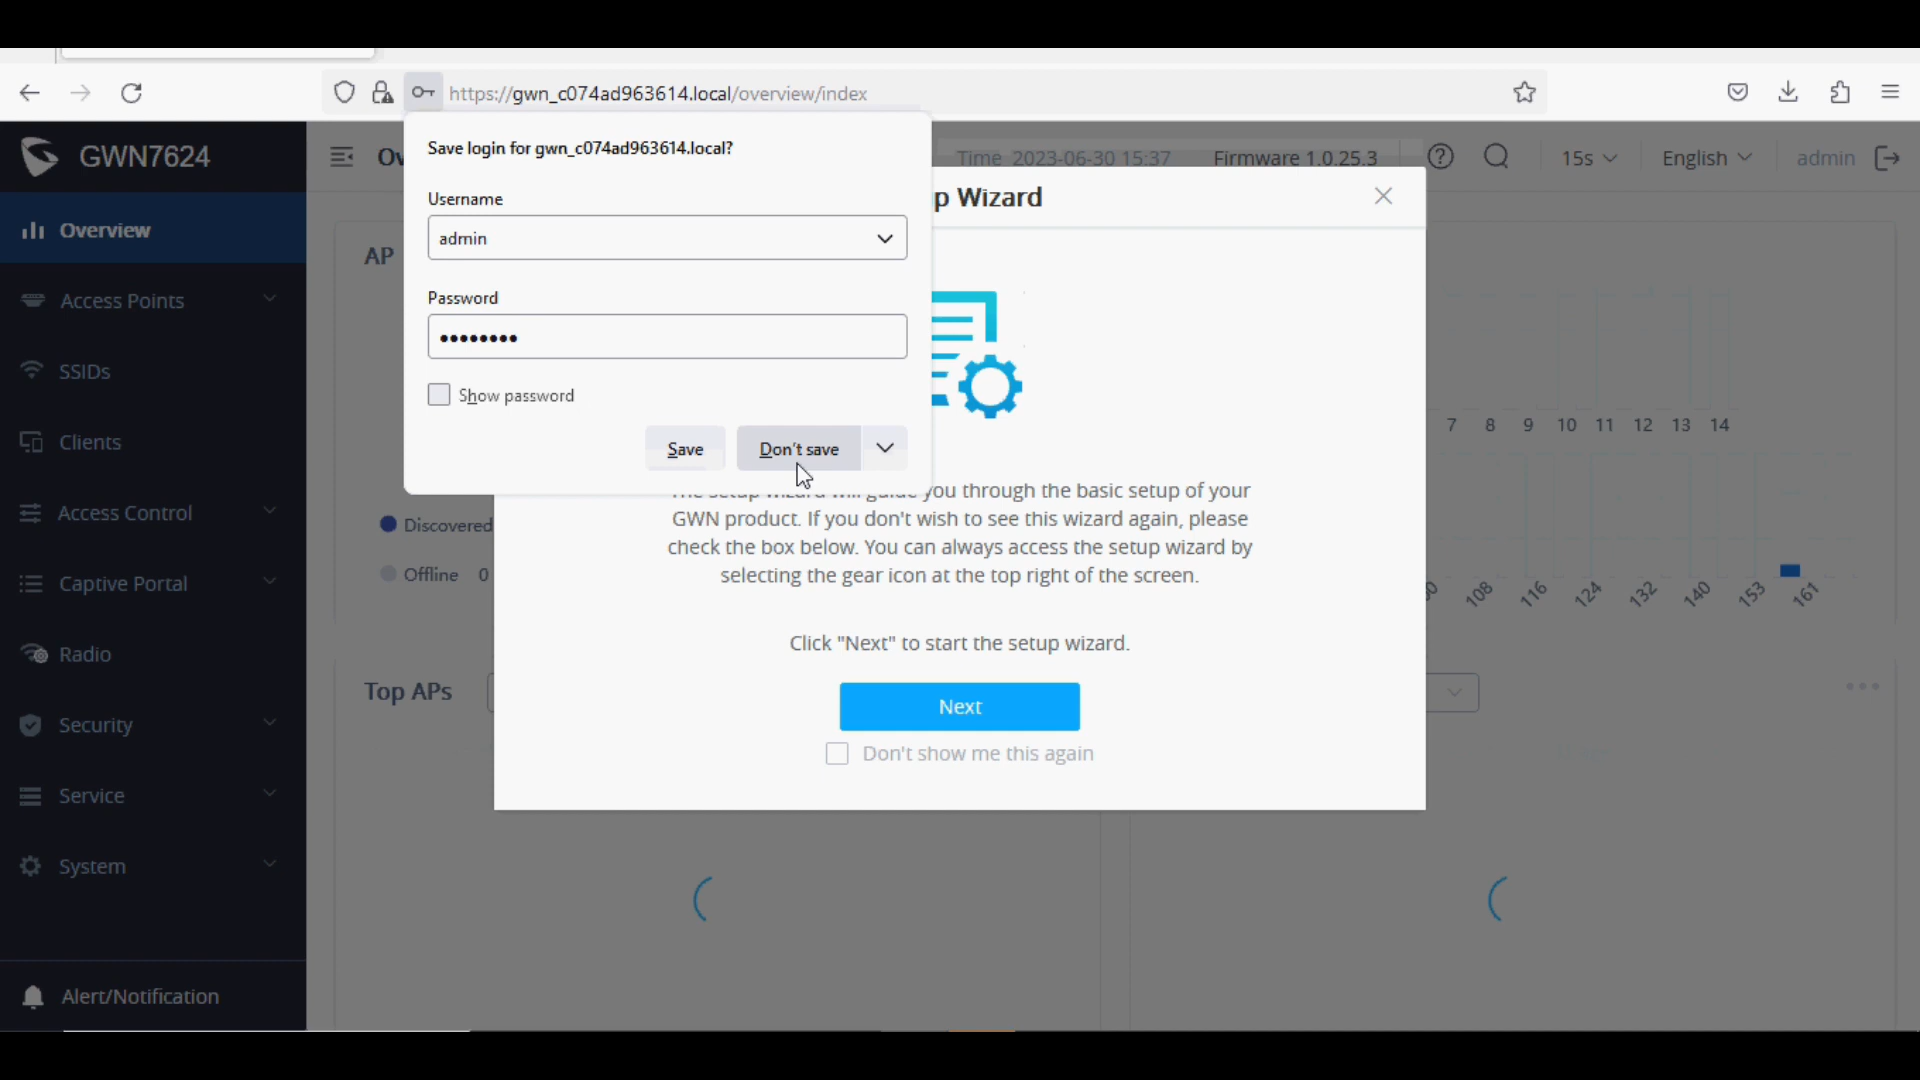 https://gwn_c074ad963614.local/overview/index
GWN7624
Time 2023-06-30 15:37
Firmware 1.0.25.3
15s
English
admin
Save login for gwn_c074ad963614.local?
Username
admin
Password
Show password
Save
Don't save
p Wizard
Overview
Access Points
SSIDs
Clients
Access Control
Captive Portal
Radio
Security
Service
System
Alert/Notification
AP
Discovered
Offline 0
Top APs
7 8 9 10 11 12 13 14
108 116 124 132 140 153 161
The setup wizard will guide you through the basic setup of your
GWN product. If you don't wish to see this wizard again, please
check the box below. You can always access the setup wizard by
selecting the gear icon at the top right of the screen.
Click "Next" to start the setup wizard.
Next
Don't show me this again